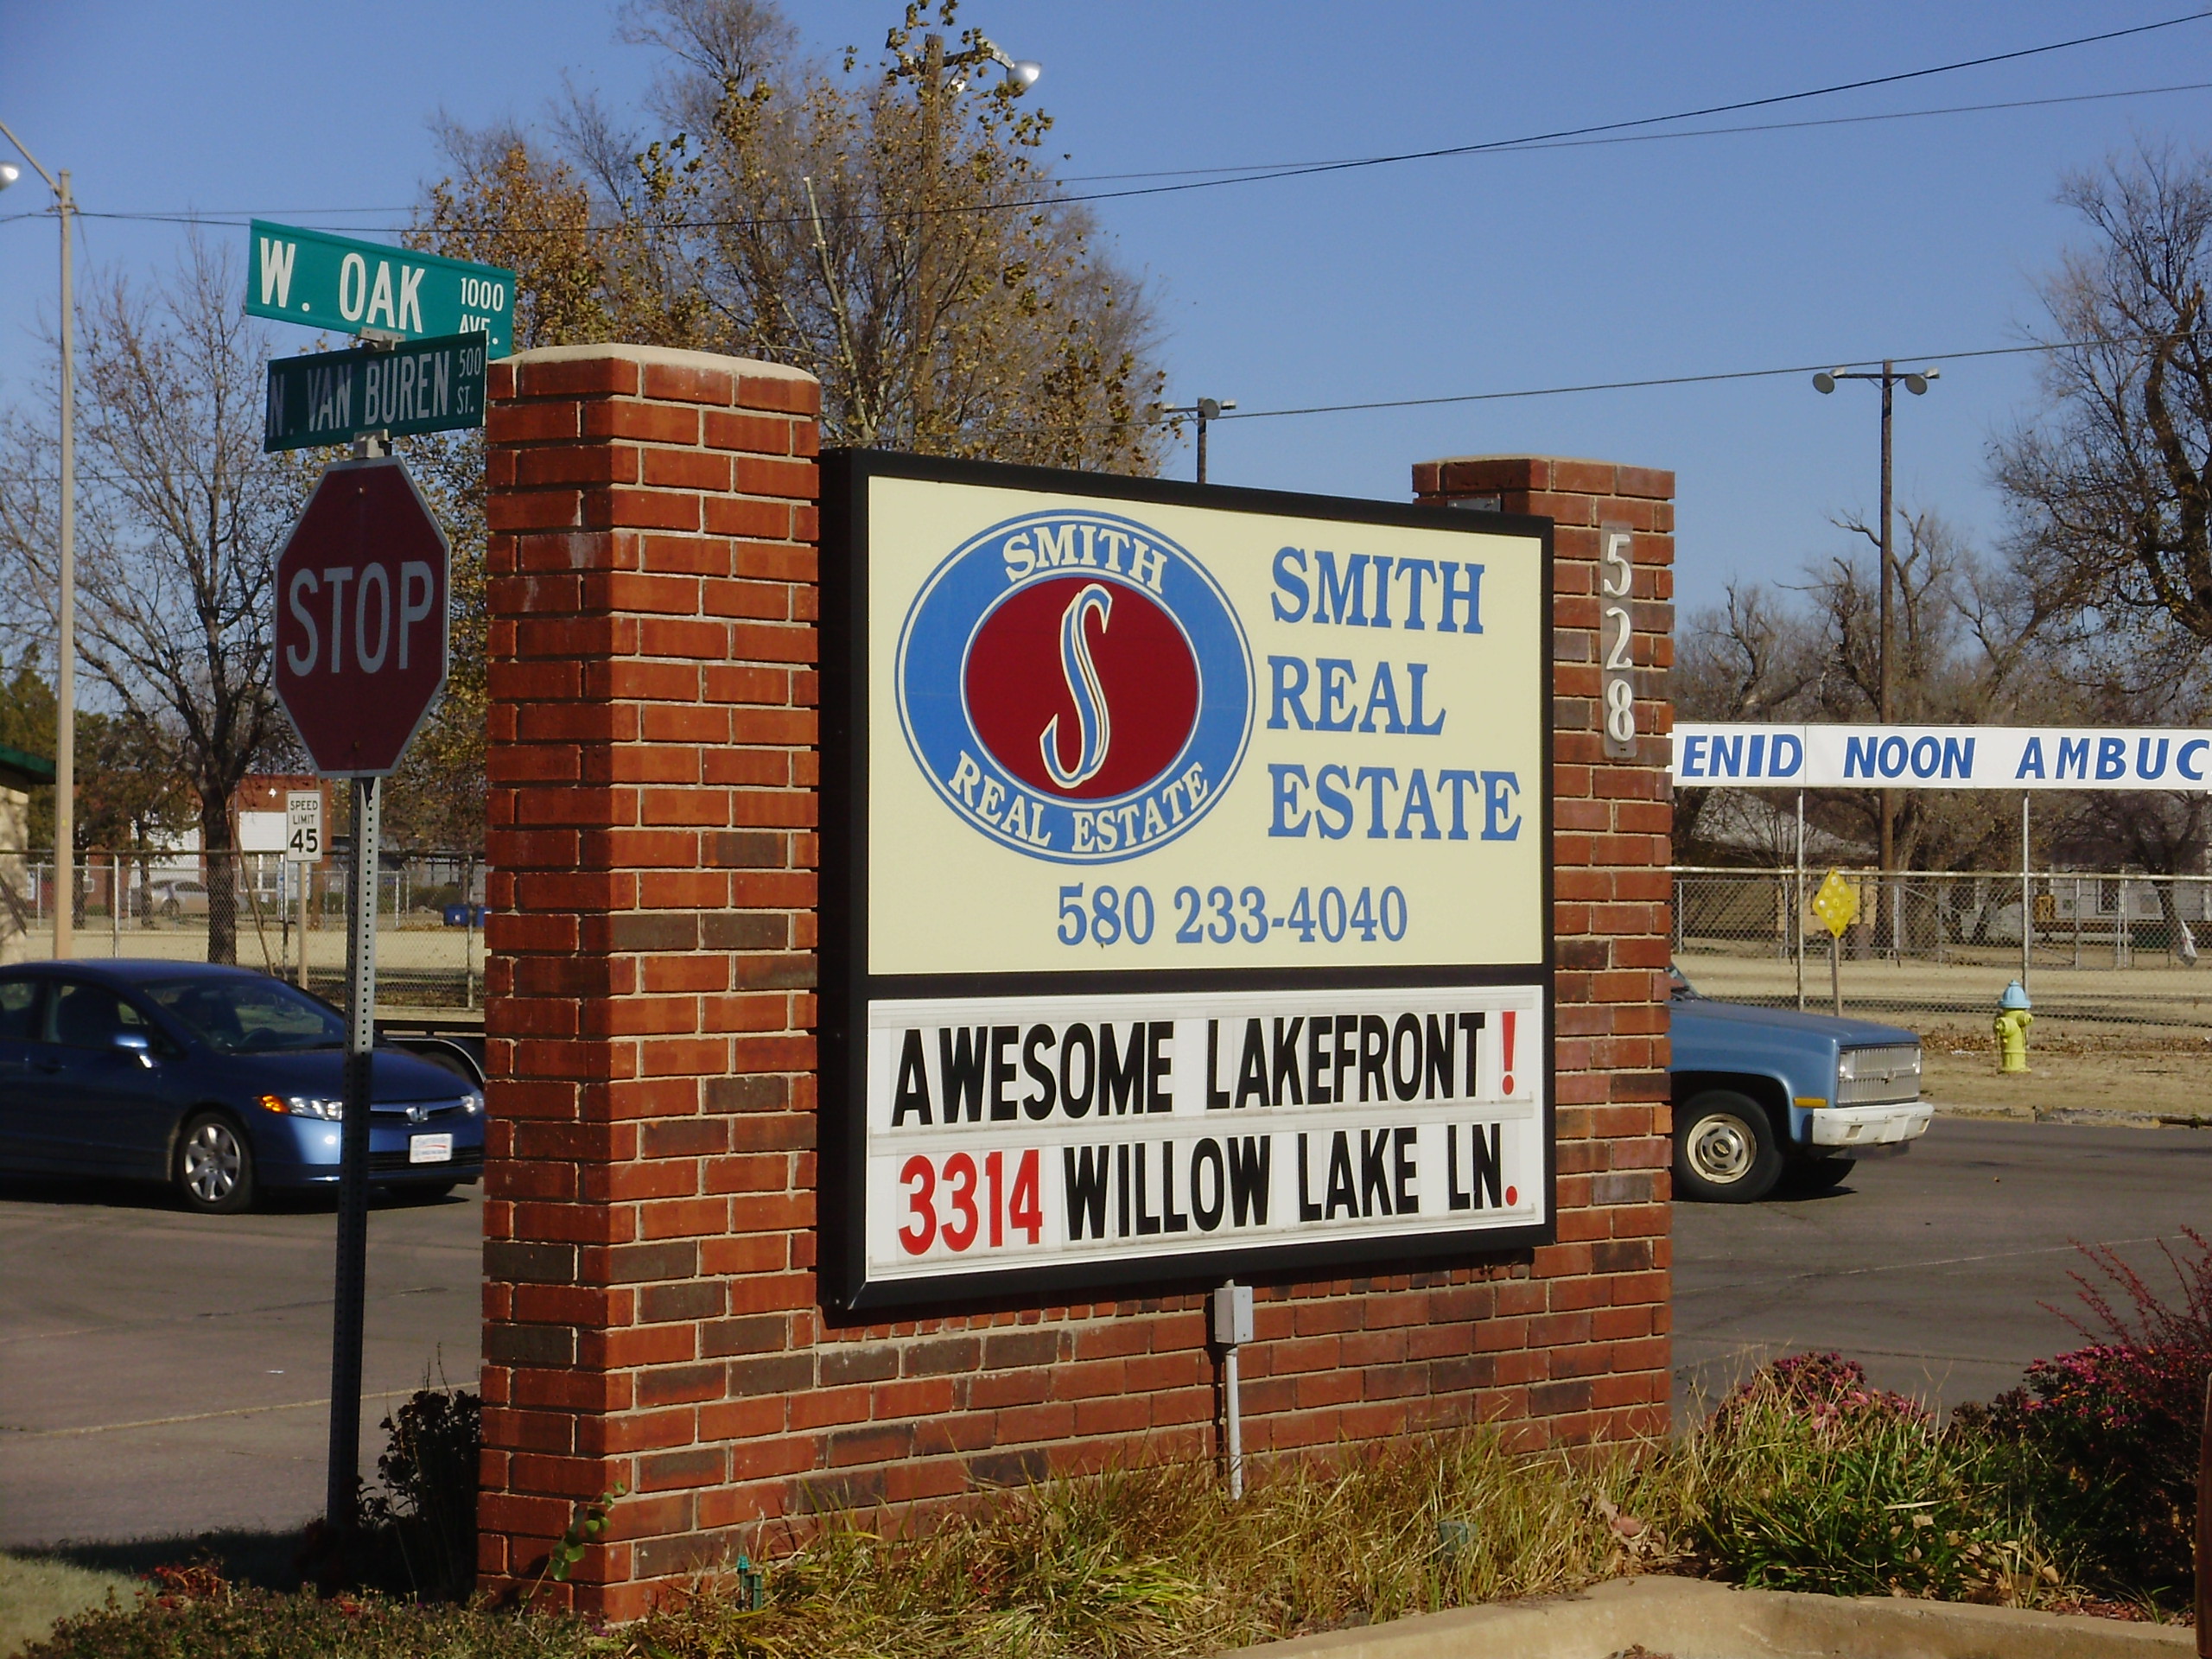 W. OAK 1000 AVE.
N. VAN BUREN 500 ST.
STOP
SPEED
LIMIT
45
SMITH
S
REAL ESTATE
SMITH
REAL
ESTATE
580 233-4040
AWESOME LAKEFRONT!
3314 WILLOW LAKE LN.
528
ENID NOON AMBUC